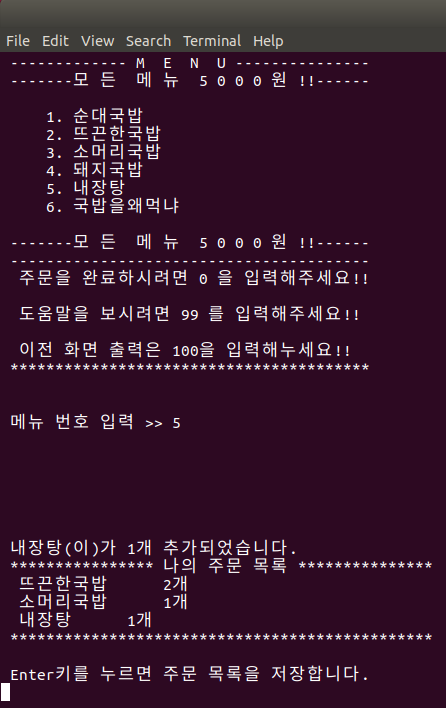 File Edit View Search Terminal Help
------------- M E N U ---------------
-------모 든 메 뉴 5 0 0 0 원 !!------
1. 순대국밥
2. 뜨끈한국밥
3. 소머리국밥
4. 돼지국밥
5. 내장탕
6. 국밥을왜먹냐
-------모 든 메 뉴 5 0 0 0 원 !!------
----------------------------------------
주문을 완료하시려면 0 을 입력해주세요!!
도움말을 보시려면 99 를 입력해주세요!!
이전 화면 출력은 100을 입력해누세요!!
****************************************
메뉴 번호 입력 >> 5
내장탕(이)가 1개 추가되었습니다.
**************** 나의 주문 목록 ***************
뜨끈한국밥 2개
소머리국밥 1개
내장탕 1개
***********************************************
Enter키를 누르면 주문 목록을 저장합니다.